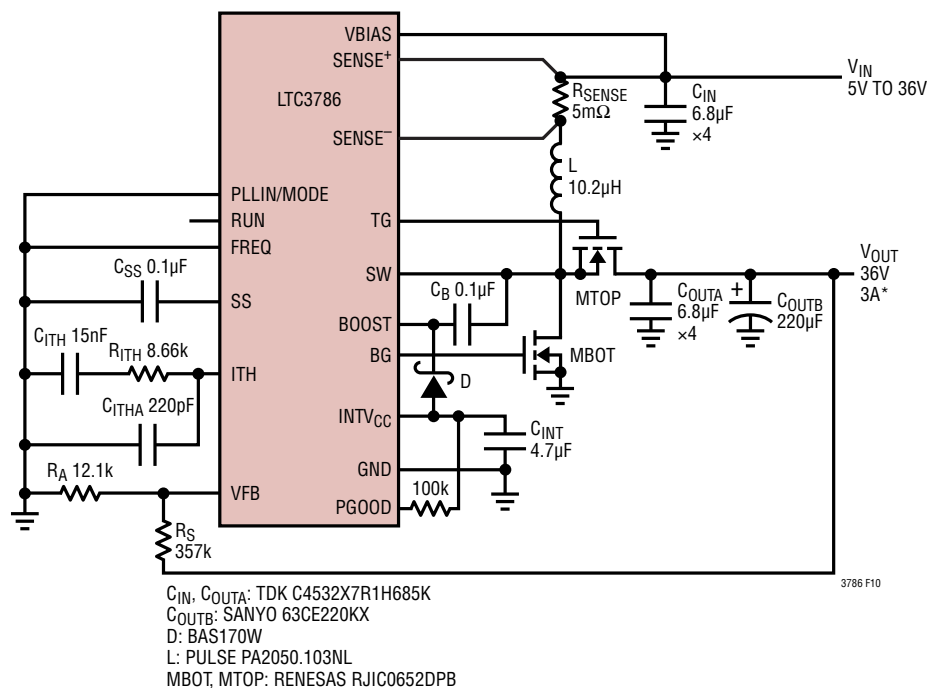 VBIAS
SENSE+
LTC3786
SENSE–
PLLIN/MODE
RUN
FREQ
SS
ITH
VFB
TG
SW
BOOST
BG
INTVCC
GND
PGOOD
RSENSE
5mΩ
CIN
6.8µF
×4
VIN
5V TO 36V
L
10.2µH
MTOP
VOUT
36V
3A*
COUTA
6.8µF
×4
+
COUTB
220µF
CB 0.1µF
MBOT
D
CINT
4.7µF
100k
CSS 0.1µF
CITH 15nF
RITH 8.66k
CITHA 220pF
RA 12.1k
RS
357k
3786 F10
CIN, COUTA: TDK C4532X7R1H685K
COUTB: SANYO 63CE220KX
D: BAS170W
L: PULSE PA2050.103NL
MBOT, MTOP: RENESAS RJIC0652DPB